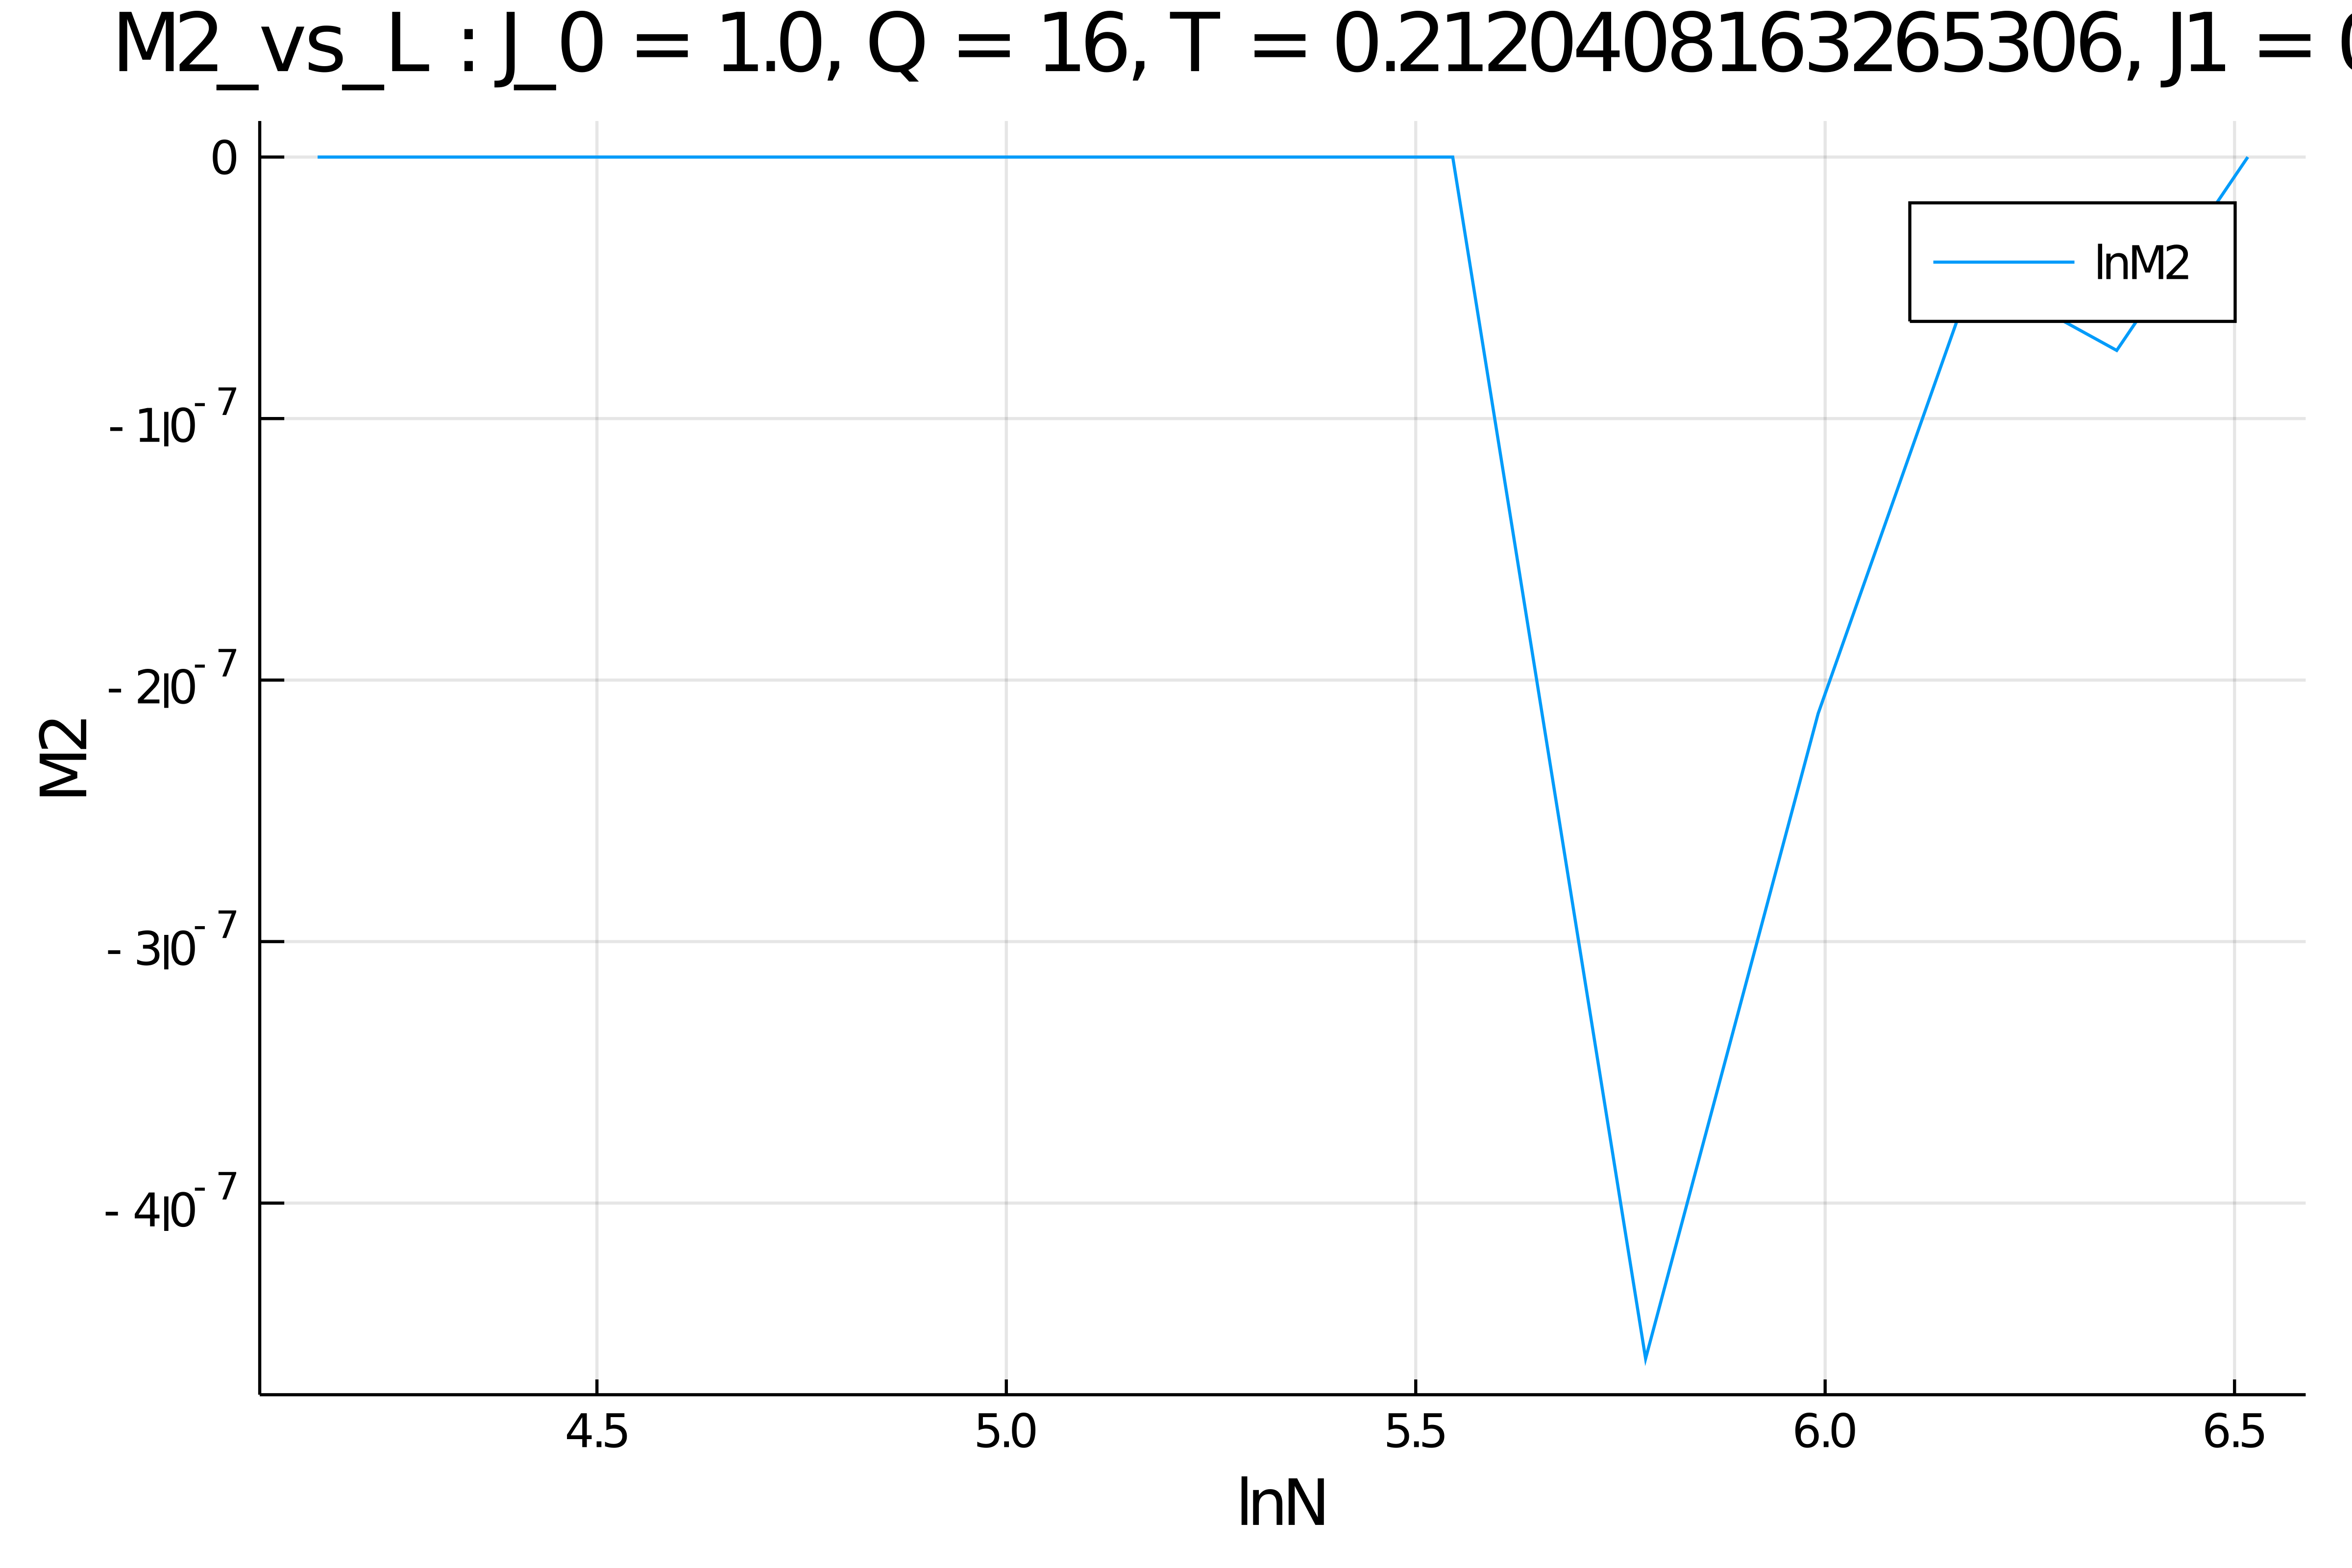 M2_vs_L : J_0 = 1.0, Q = 16, T = 0.2120408163265306, J1 =
0
lnM2
- 1|0⁻ ⁷
- 2|0⁻ ⁷
M2
- 3|0⁻ ⁷
- 4|0⁻ ⁷
4.5 5.0 5.5 6.0 6.5
lnN